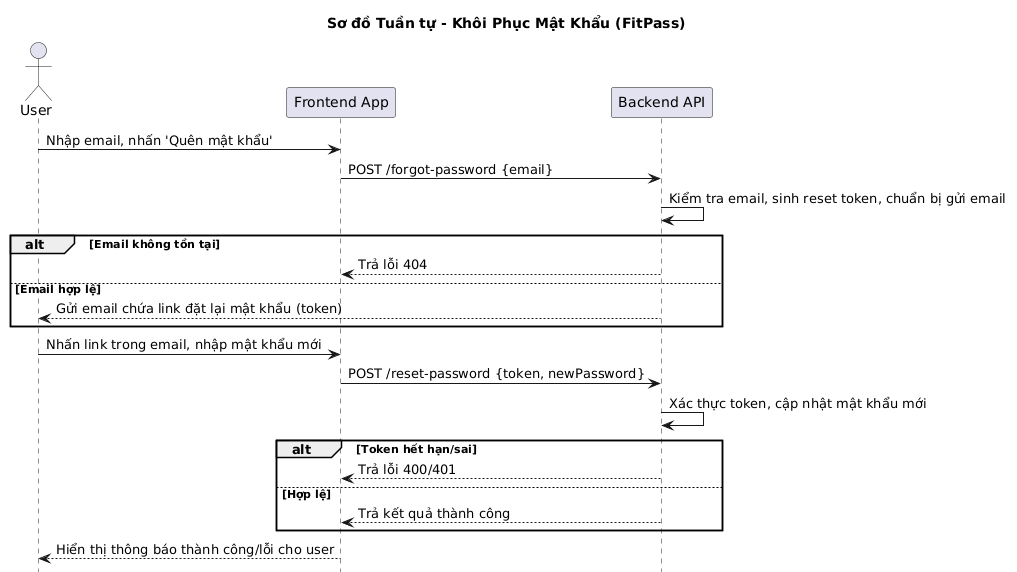 Sơ đồ Tuần tự - Khôi Phục Mật Khẩu (FitPass)
User
Frontend App
Backend API
Nhập email, nhấn 'Quên mật khẩu'
POST /forgot-password {email}
Kiểm tra email, sinh reset token, chuẩn bị gửi email
alt
[Email không tồn tại]
Trả lỗi 404
[Email hợp lệ]
Gửi email chứa link đặt lại mật khẩu (token)
Nhấn link trong email, nhập mật khẩu mới
POST /reset-password {token, newPassword}
Xác thực token, cập nhật mật khẩu mới
alt
[Token hết hạn/sai]
Trả lỗi 400/401
[Hợp lệ]
Trả kết quả thành công
Hiển thị thông báo thành công/lỗi cho user